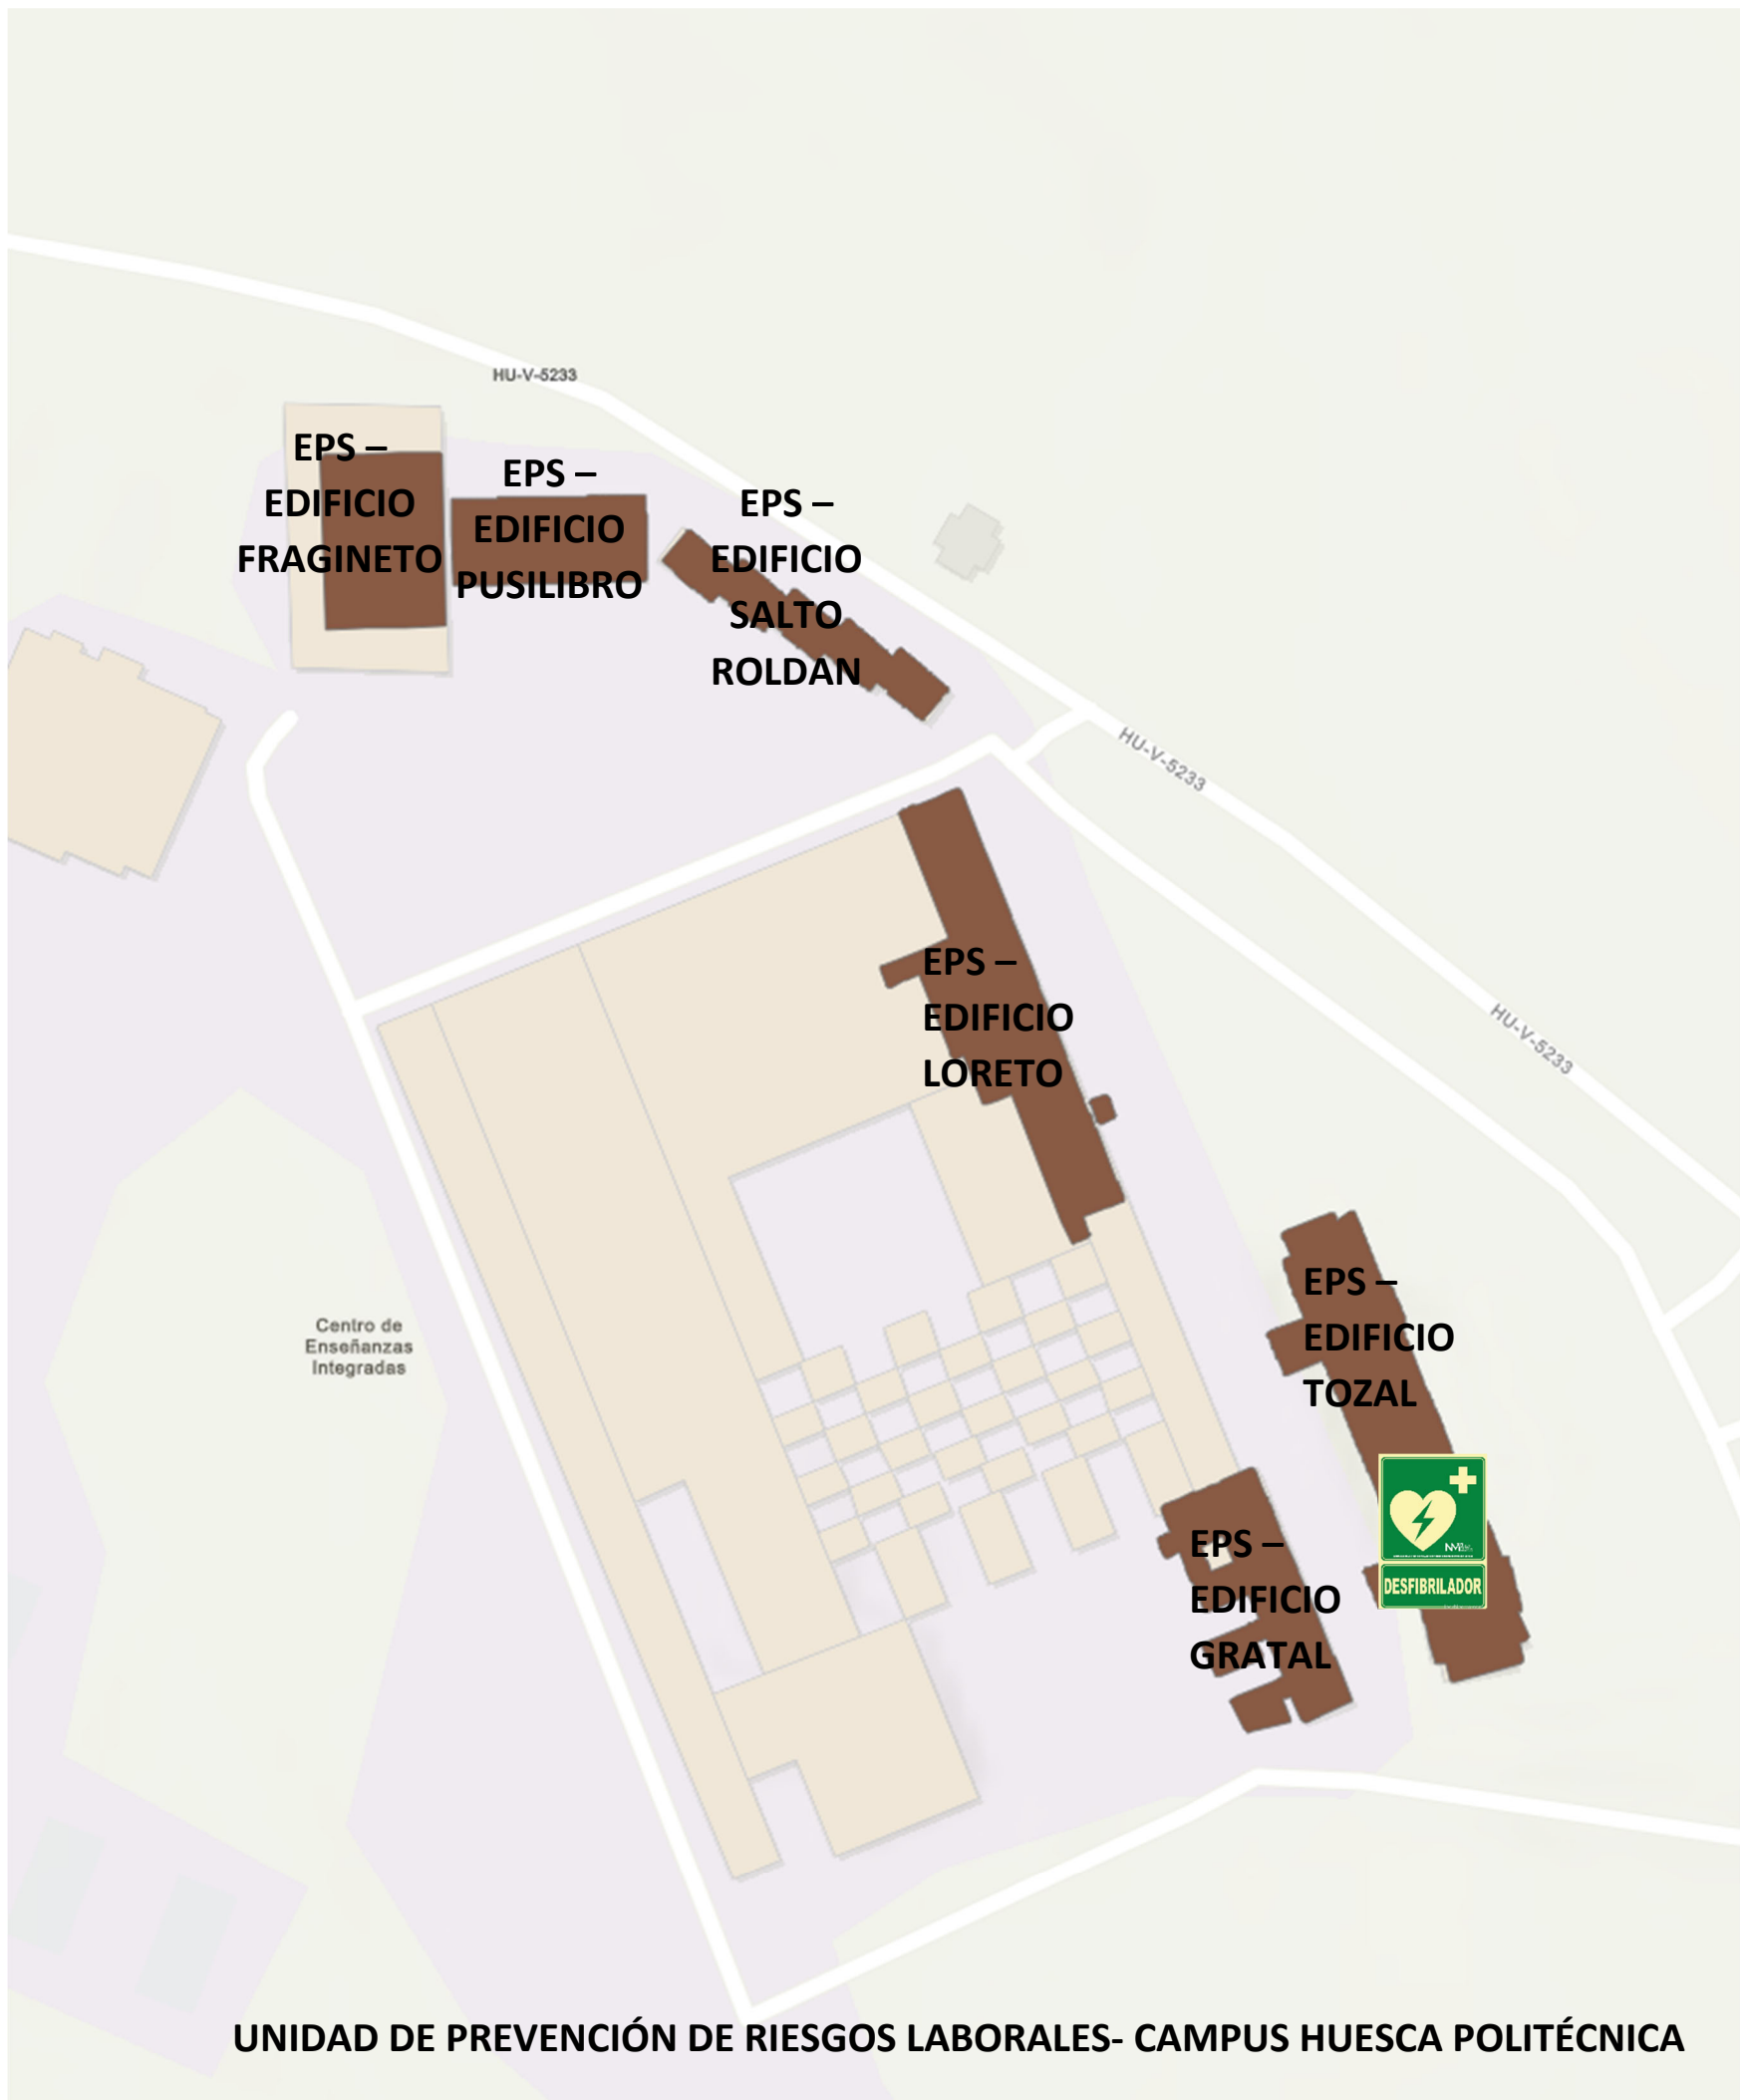 HU-V-5233
EPS –
EDIFICIO
FRAGINETO
EPS –
EDIFICIO
PUSILIBRO
EPS –
EDIFICIO
SALTO
ROLDAN
HU-V-5233
EPS –
EDIFICIO
LORETO
HU-V-5233
EPS –
EDIFICIO
TOZAL
Centro de
Enseñanzas
Integradas
EPS –
EDIFICIO
GRATAL
DESFIBRILADOR
UNIDAD DE PREVENCIÓN DE RIESGOS LABORALES- CAMPUS HUESCA POLITÉCNICA